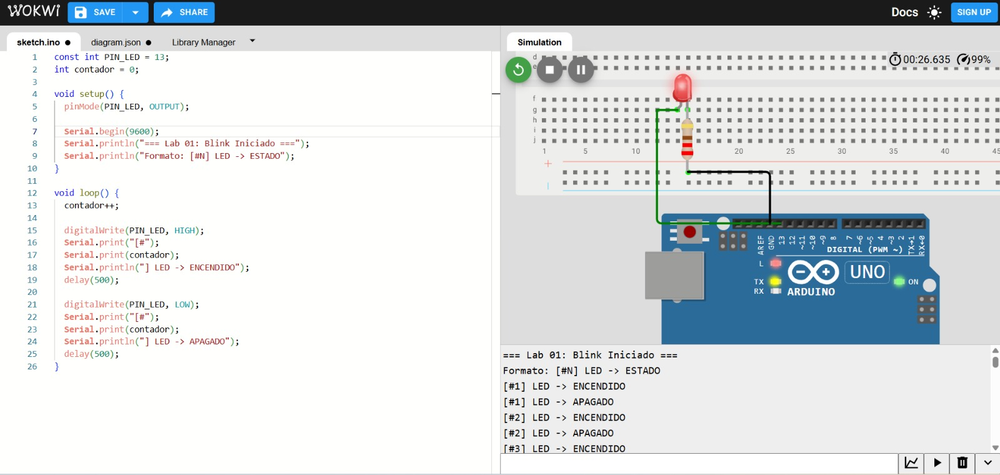 WOKWI SAVE SHARE Docs SIGN UP
sketch.ino ● diagram.json ● Library Manager
1 const int PIN_LED = 13;
2 int contador = 0;
3
4 void setup() {
5 pinMode(PIN_LED, OUTPUT);
6
7 Serial.begin(9600);
8 Serial.println("=== Lab 01: Blink Iniciado ===");
9 Serial.println("Formato: [#N] LED -> ESTADO");
10 }
11
12 void loop() {
13 contador++;
14
15 digitalWrite(PIN_LED, HIGH);
16 Serial.print("[#");
17 Serial.print(contador);
18 Serial.println("] LED -> ENCENDIDO");
19 delay(500);
20
21 digitalWrite(PIN_LED, LOW);
22 Serial.print("[#");
23 Serial.print(contador);
24 Serial.println("] LED -> APAGADO");
25 delay(500);
26 }
Simulation
00:26.635 99%
d
e
f
g
h
i
j
1 5 10 20 25 30 35 40 45
+
AREF GND 13 12 ~11 ~10 ~9 8 7 ~6 ~5 4 ~3 2 TX→1 RX←0
DIGITAL (PWM ~)
L
TX
RX
UNO
ARDUINO
ON
=== Lab 01: Blink Iniciado ===
Formato: [#N] LED -> ESTADO
[#1] LED -> ENCENDIDO
[#1] LED -> APAGADO
[#2] LED -> ENCENDIDO
[#2] LED -> APAGADO
[#3] LED -> ENCENDIDO